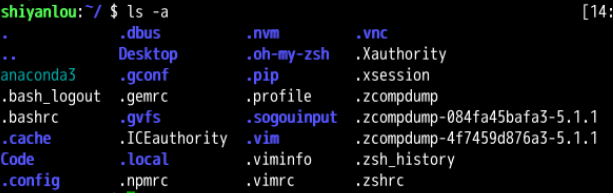 shiyanlou:~/ $ ls -a [14:
. .dbus .nvm .vnc
.. Desktop .oh-my-zsh .Xauthority
anaconda3 .gconf .pip .xsession
.bash_logout .gemrc .profile .zcompdump
.bashrc .gvfs .sogouinput .zcompdump-084fa45bafa3-5.1.1
.cache .ICEauthority .vim .zcompdump-4f7459d876a3-5.1.1
Code .local .viminfo .zsh_history
.config .npmrc .vimrc .zshrc